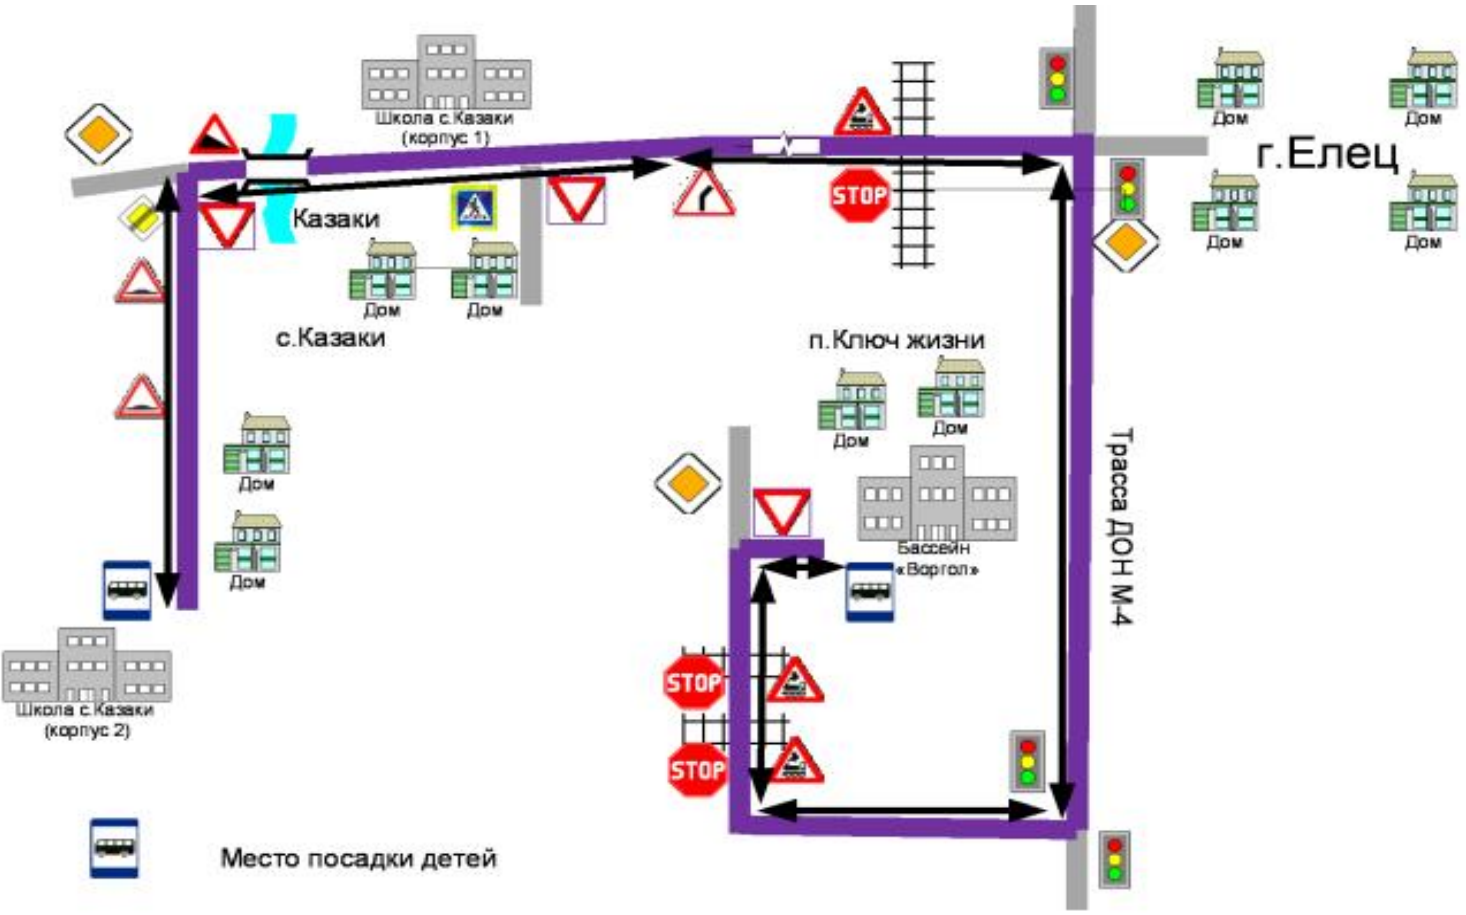 Школа с.Казаки
(корпус 1)
Дом
Дом
г.Елец
STOP
Дом
Дом
Казаки
Дом
Дом
с.Казаки
п.Ключ жизни
Дом
Дом
Трасса ДОН М-4
Дом
Бассейн
«Воргол»
Дом
STOP
Школа с.Казаки
(корпус 2)
STOP
Место посадки детей